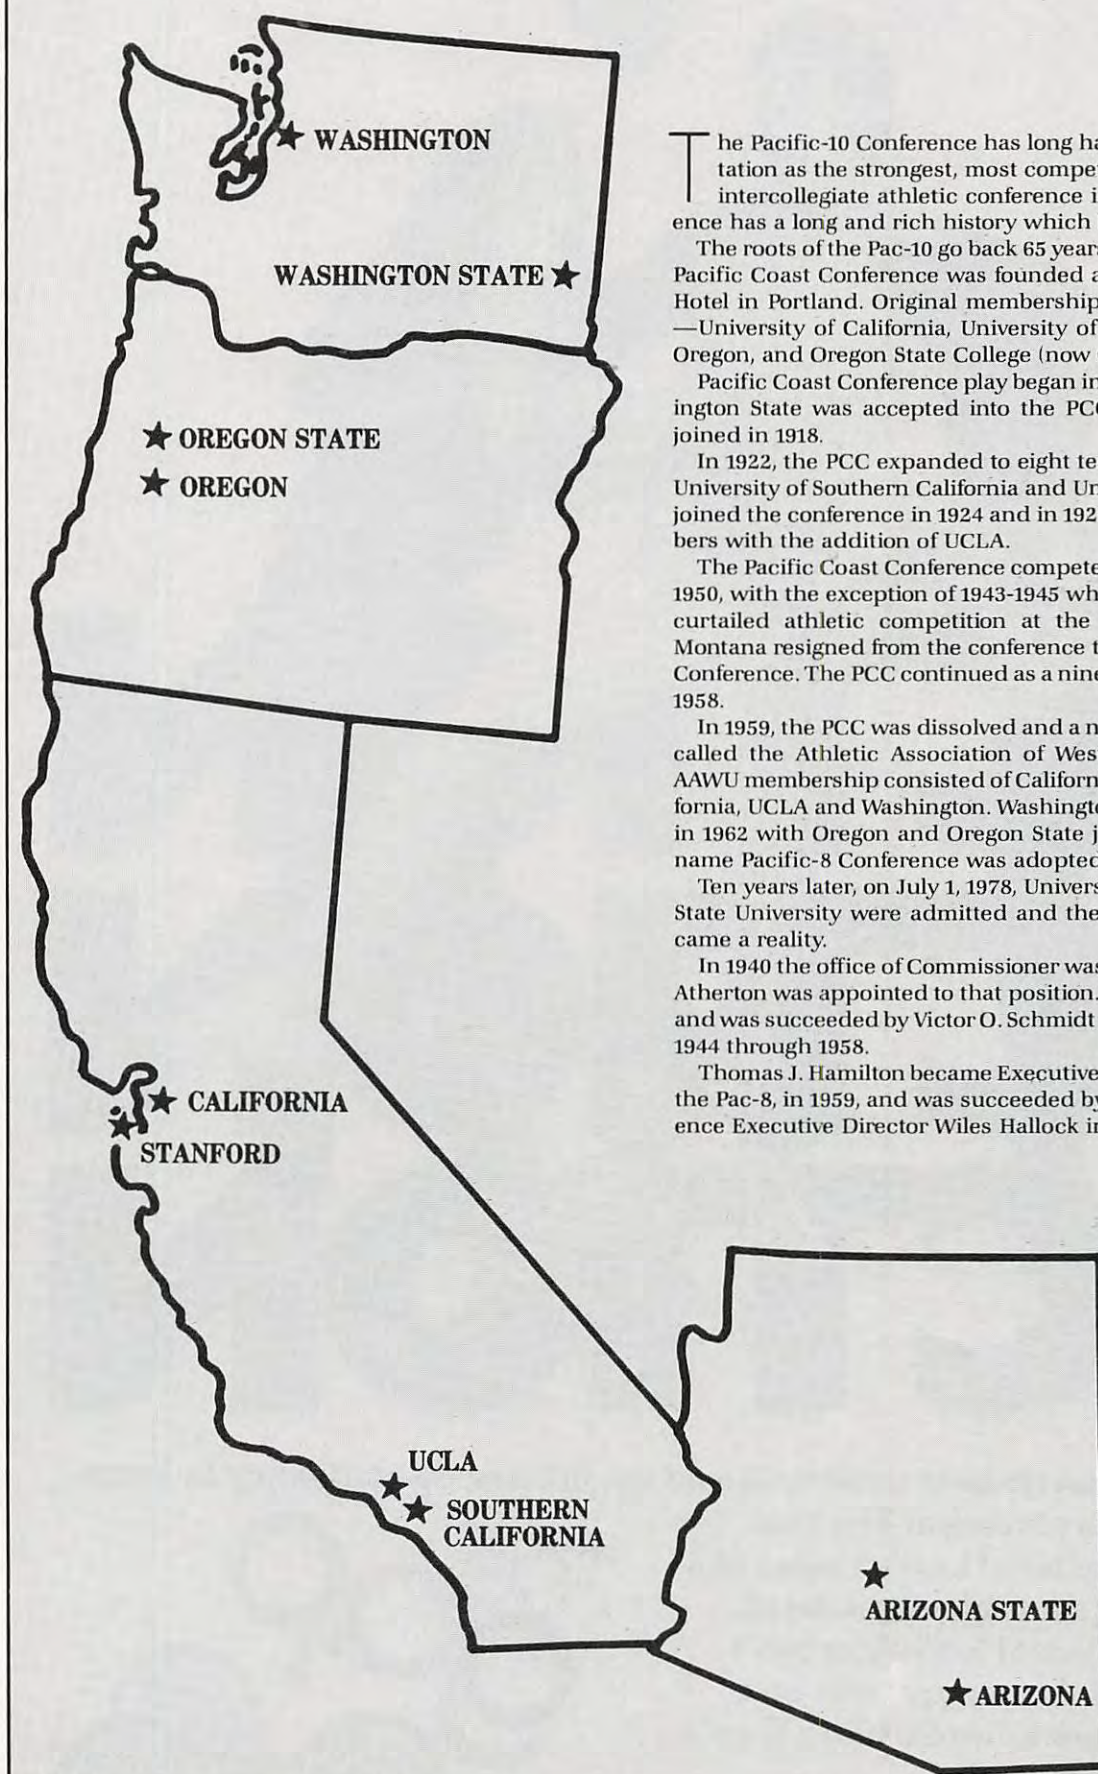 WASHINGTON
WASHINGTON STATE
OREGON STATE
OREGON
CALIFORNIA
STANFORD
UCLA
SOUTHERN
CALIFORNIA
ARIZONA STATE
ARIZONA
The Pacific-10 Conference has long ha
tation as the strongest, most compe
intercollegiate athletic conference i
ence has a long and rich history which
The roots of the Pac-10 go back 65 year
Pacific Coast Conference was founded a
Hotel in Portland. Original membership
—University of California, University of
Oregon, and Oregon State College (now
Pacific Coast Conference play began in
ington State was accepted into the PC
joined in 1918.
In 1922, the PCC expanded to eight te
University of Southern California and Un
joined the conference in 1924 and in 192
bers with the addition of UCLA.
The Pacific Coast Conference compete
1950, with the exception of 1943-1945 wh
curtailed athletic competition at the
Montana resigned from the conference t
Conference. The PCC continued as a nine
1958.
In 1959, the PCC was dissolved and a n
called the Athletic Association of Wes
AAWU membership consisted of Californ
fornia, UCLA and Washington. Washingt
in 1962 with Oregon and Oregon State j
name Pacific-8 Conference was adopted
Ten years later, on July 1, 1978, Univers
State University were admitted and the
came a reality.
In 1940 the office of Commissioner was
Atherton was appointed to that position.
and was succeeded by Victor O. Schmidt
1944 through 1958.
Thomas J. Hamilton became Executive
the Pac-8, in 1959, and was succeeded by
ence Executive Director Wiles Hallock in